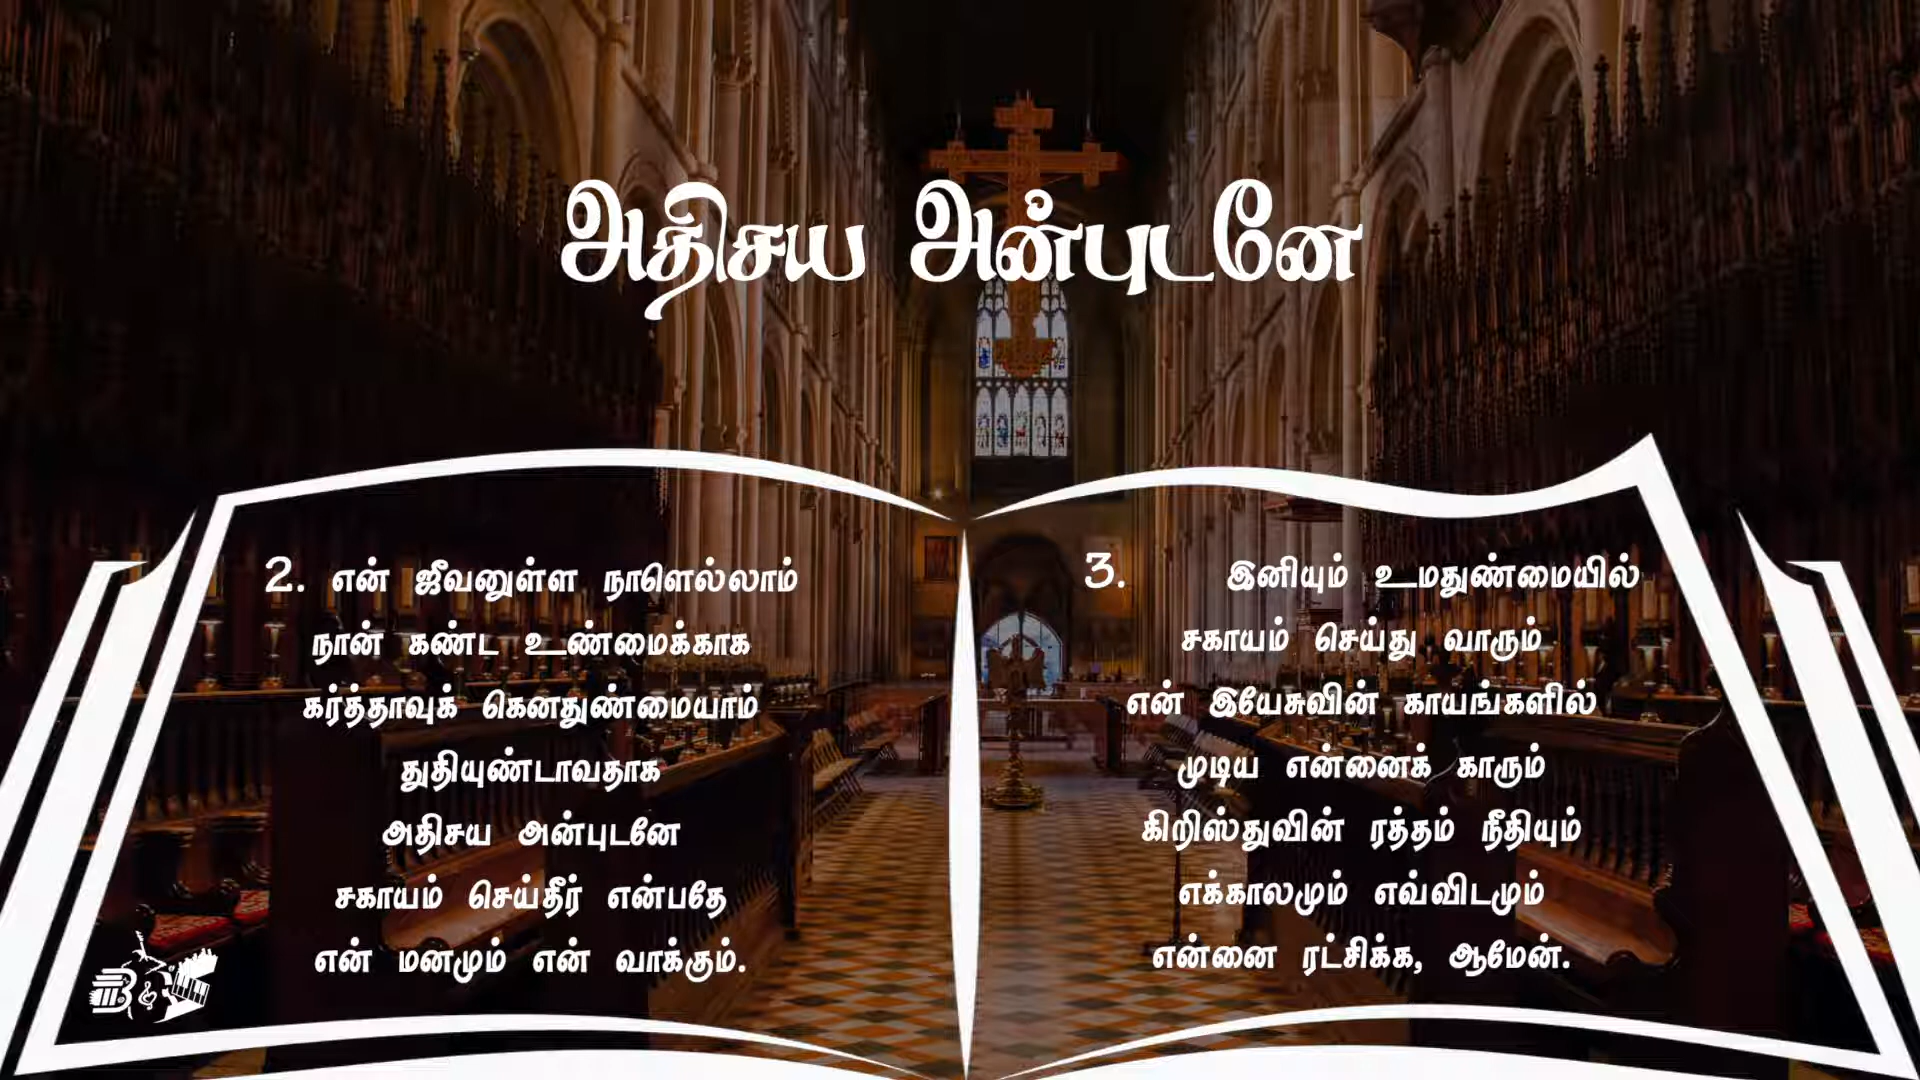 அதிசய அன்புடனே
2. என் ஜீவனுள்ள நாளெல்லாம்
நான் கண்ட உண்மைக்காக
கர்த்தாவுக் கெனதுண்மையாம்
துதியுண்டாவதாக
அதிசய அன்புடனே
சகாயம் செய்தீர் என்பதே
என் மனமும் என் வாக்கும்.
3. இனியும் உமதுண்மையில்
சகாயம் செய்து வாரும்
என் இயேசுவின் காயங்களில்
முடிய என்னைக் காரும்
கிறிஸ்துவின் ரத்தம் நீதியும்
எக்காலமும் எவ்விடமும்
என்னை ரட்சிக்க, ஆமேன்.